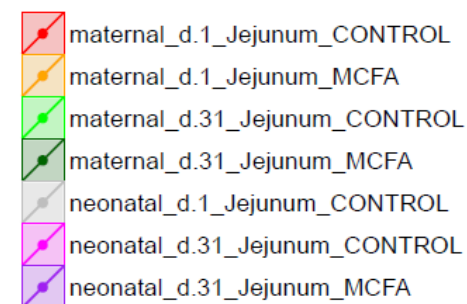 maternal_d.1_Jejunum_CONTROL
maternal_d.1_Jejunum_MCFA
maternal_d.31_Jejunum_CONTROL
maternal_d.31_Jejunum_MCFA
neonatal_d.1_Jejunum_CONTROL
neonatal_d.31_Jejunum_CONTROL
neonatal_d.31_Jejunum_MCFA